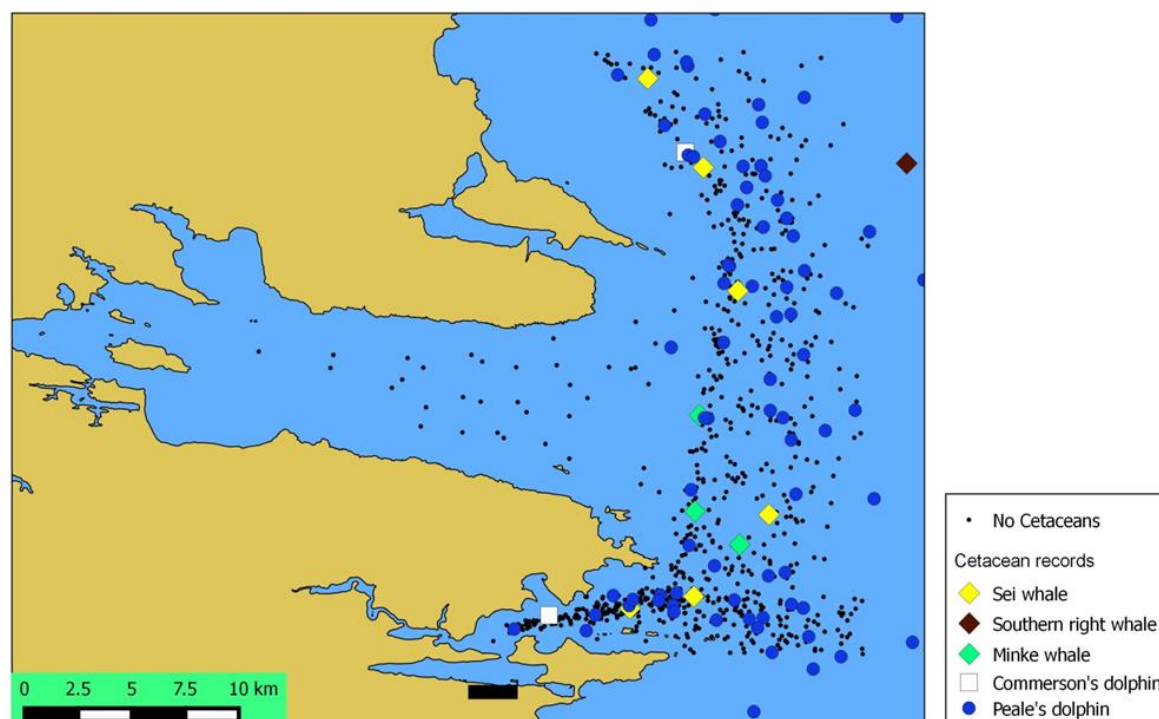 No Cetaceans
Cetacean records
Sei whale
Southern right whale
Minke whale
Commerson's dolphin
Peale's dolphin
0 2.5 5 7.5 10 km